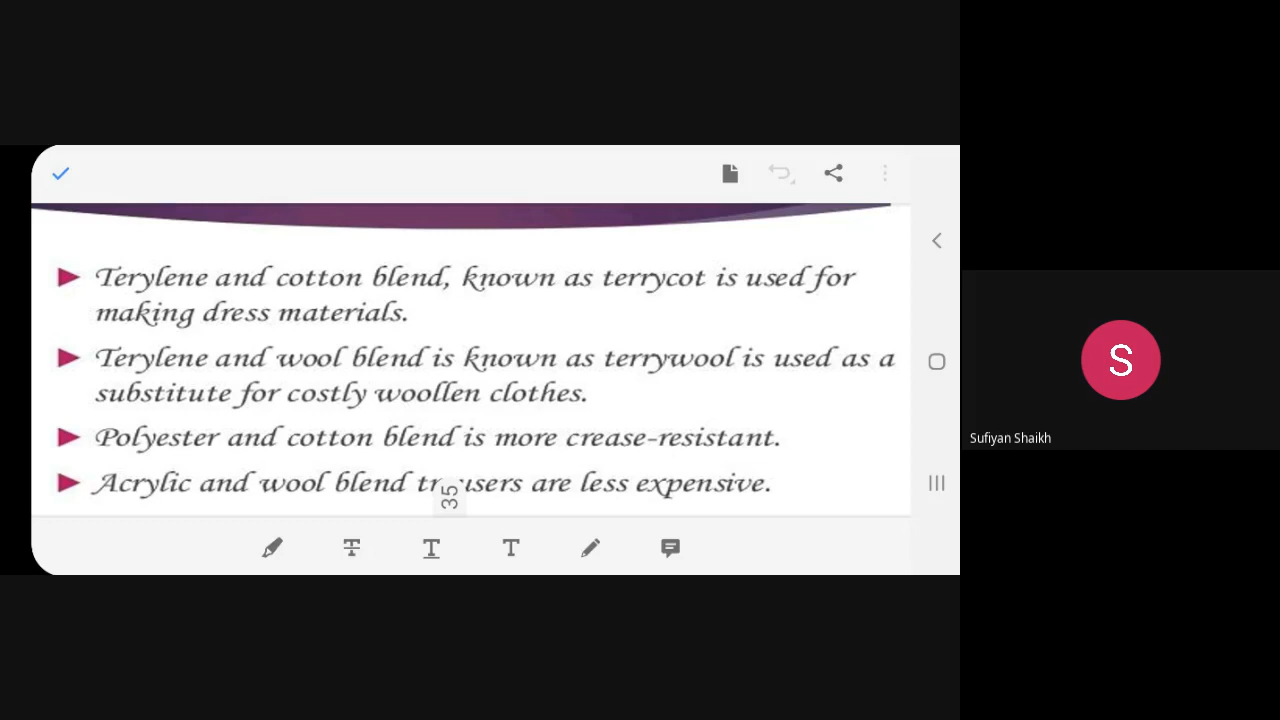 Terylene and cotton blend, known as terrycot is used for
making dress materials.
Terylene and wool blend is known as terrywool is used as a
substitute for costly woollen clothes.
Polyester and cotton blend is more crease-resistant.
Acrylic and wool blend trousers are less expensive.
35
S
Sufiyan Shaikh